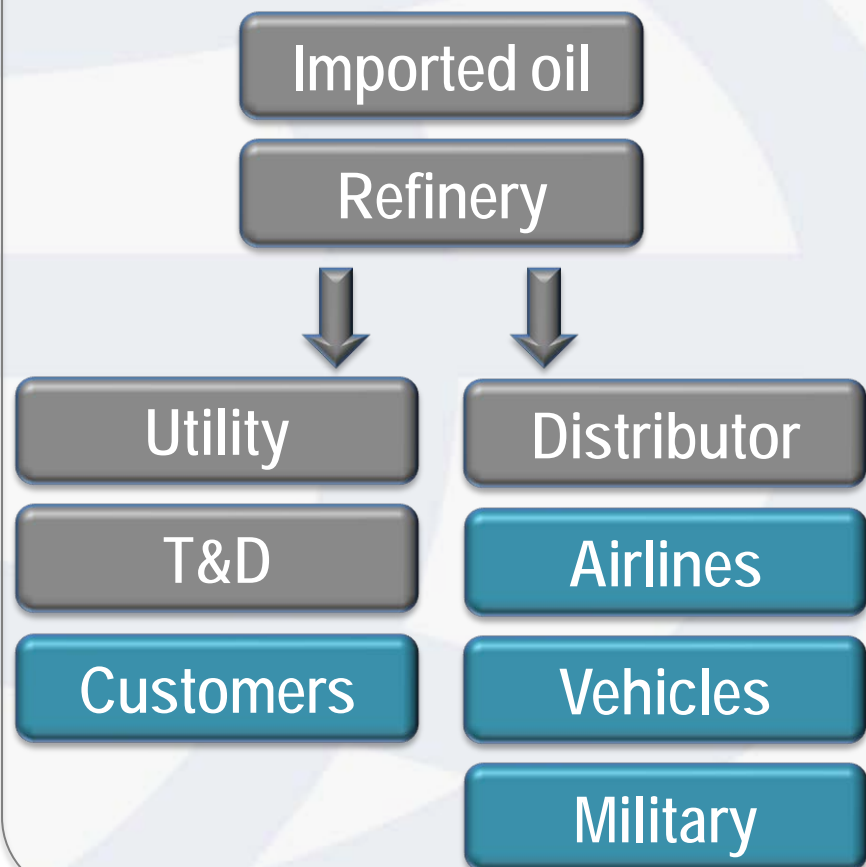 Imported oil
Refinery
Utility
T&D
Customers
Distributor
Airlines
Vehicles
Military